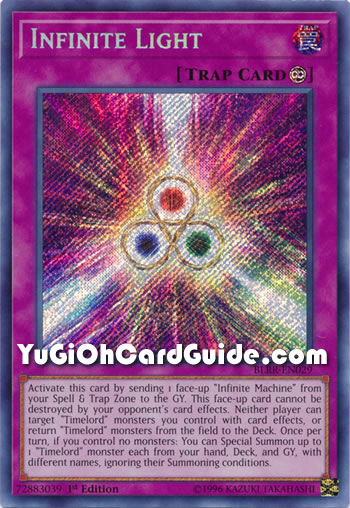 INFINITE LIGHT
TRAP
罠
[TRAP CARD]
YuGiOhCardGuide.com
BLRR-EN029
Activate this card by sending 1 face-up "Infinite Machine" from
your Spell & Trap Zone to the GY. This face-up card cannot be
destroyed by your opponent's card effects. Neither player can
target "Timelord" monsters you control with card effects, or
return "Timelord" monsters from the field to the Deck. Once per
turn, if you control no monsters: You can Special Summon up to
1 "Timelord" monster each from your hand, Deck, and GY, with
different names, ignoring their Summoning conditions.
72883039 1st Edition
©1996 KAZUKI TAKAHASHI